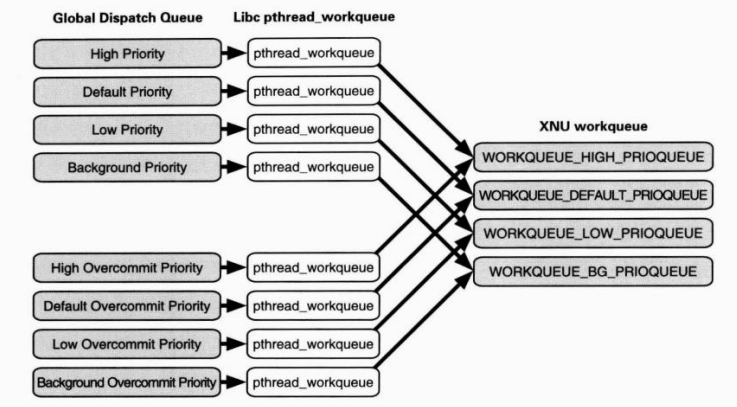 Global Dispatch Queue
Libc pthread_workqueue
High Priority
pthread_workqueue
Default Priority
pthread_workqueue
Low Priority
pthread_workqueue
Background Priority
pthread_workqueue
XNU workqueue
WORKQUEUE_HIGH_PRIOQUEUE
WORKQUEUE_DEFAULT_PRIOQUEUE
WORKQUEUE_LOW_PRIOQUEUE
WORKQUEUE_BG_PRIOQUEUE
High Overcommit Priority
pthread_workqueue
Default Overcommit Priority
pthread_workqueue
Low Overcommit Priority
pthread_workqueue
Background Overcommit Priority
pthread_workqueue